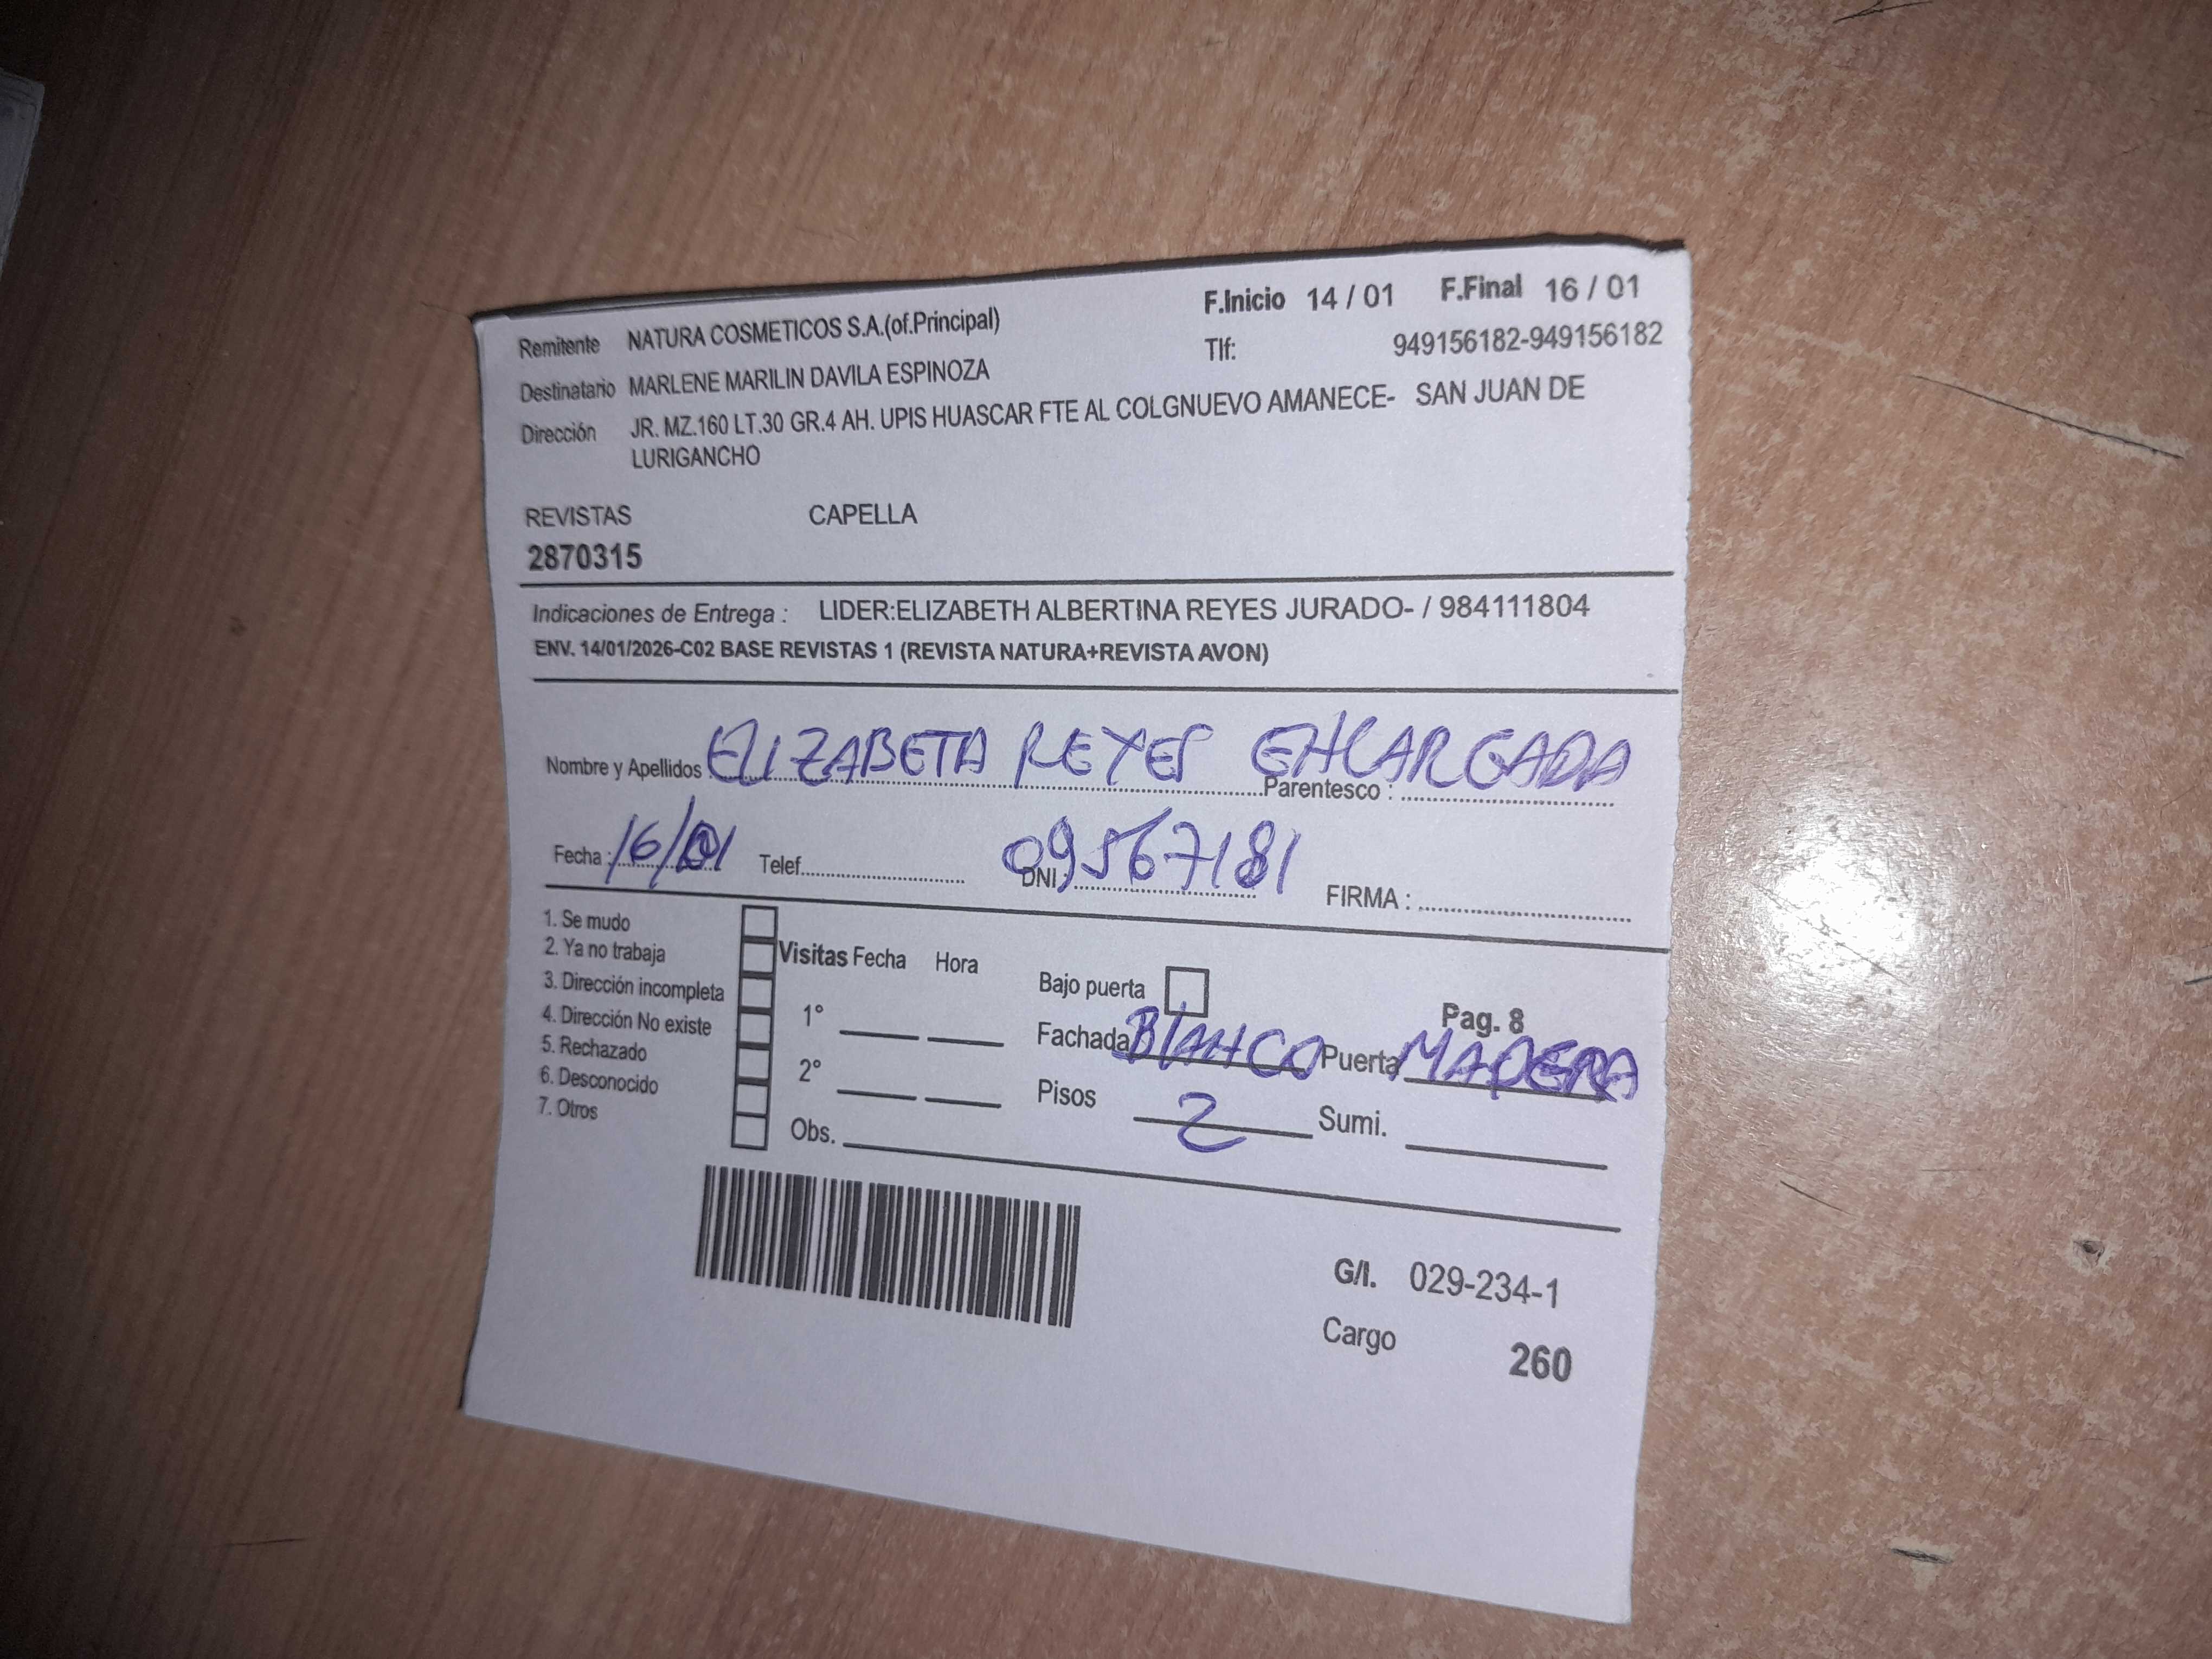 Remitente NATURA COSMETICOS S.A.(of.Principal) F.Inicio 14 / 01 F.Final 16 / 01
Tlf: 949156182-949156182
Destinatario MARLENE MARILIN DAVILA ESPINOZA
Dirección JR. MZ.160 LT.30 GR.4 AH. UPIS HUASCAR FTE AL COLGNUEVO AMANECE- SAN JUAN DE
LURIGANCHO
REVISTAS CAPELLA
2870315
Indicaciones de Entrega : LIDER:ELIZABETH ALBERTINA REYES JURADO- / 984111804
ENV. 14/01/2026-C02 BASE REVISTAS 1 (REVISTA NATURA+REVISTA AVON)
Nombre y Apellidos ELIZABETA REYES Parentesco : ENCARGADA
Fecha : 16/01 Telef. DNI : 09567181 FIRMA :
1. Se mudo
2. Ya no trabaja
3. Dirección incompleta
4. Dirección No existe
5. Rechazado
6. Desconocido
7. Otros
Visitas Fecha Hora
1°
2°
Obs.
Bajo puerta
Pag. 8
Fachada BlANCO Puerta MADERA
Pisos 2 Sumi.
G/I. 029-234-1
Cargo 260